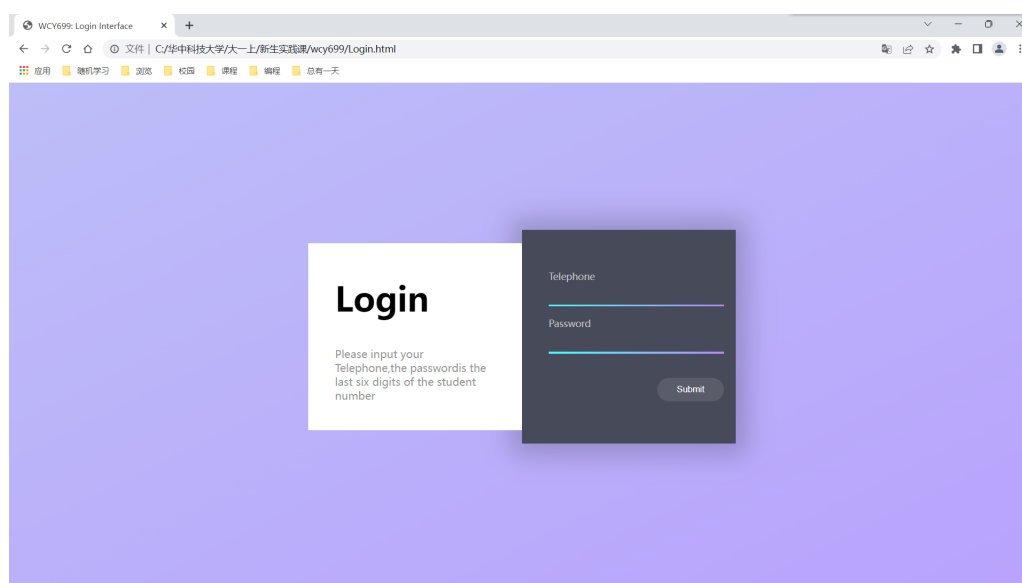 WCY699: Login Interface
文件 | C:/华中科技大学/大一上/新生实践课/wcy699/Login.html
应用 随机学习 浏览 校园 课程 编程 总有一天
Login
Please input your
Telephone,the passwordis the
last six digits of the student
number
Telephone
Password
Submit